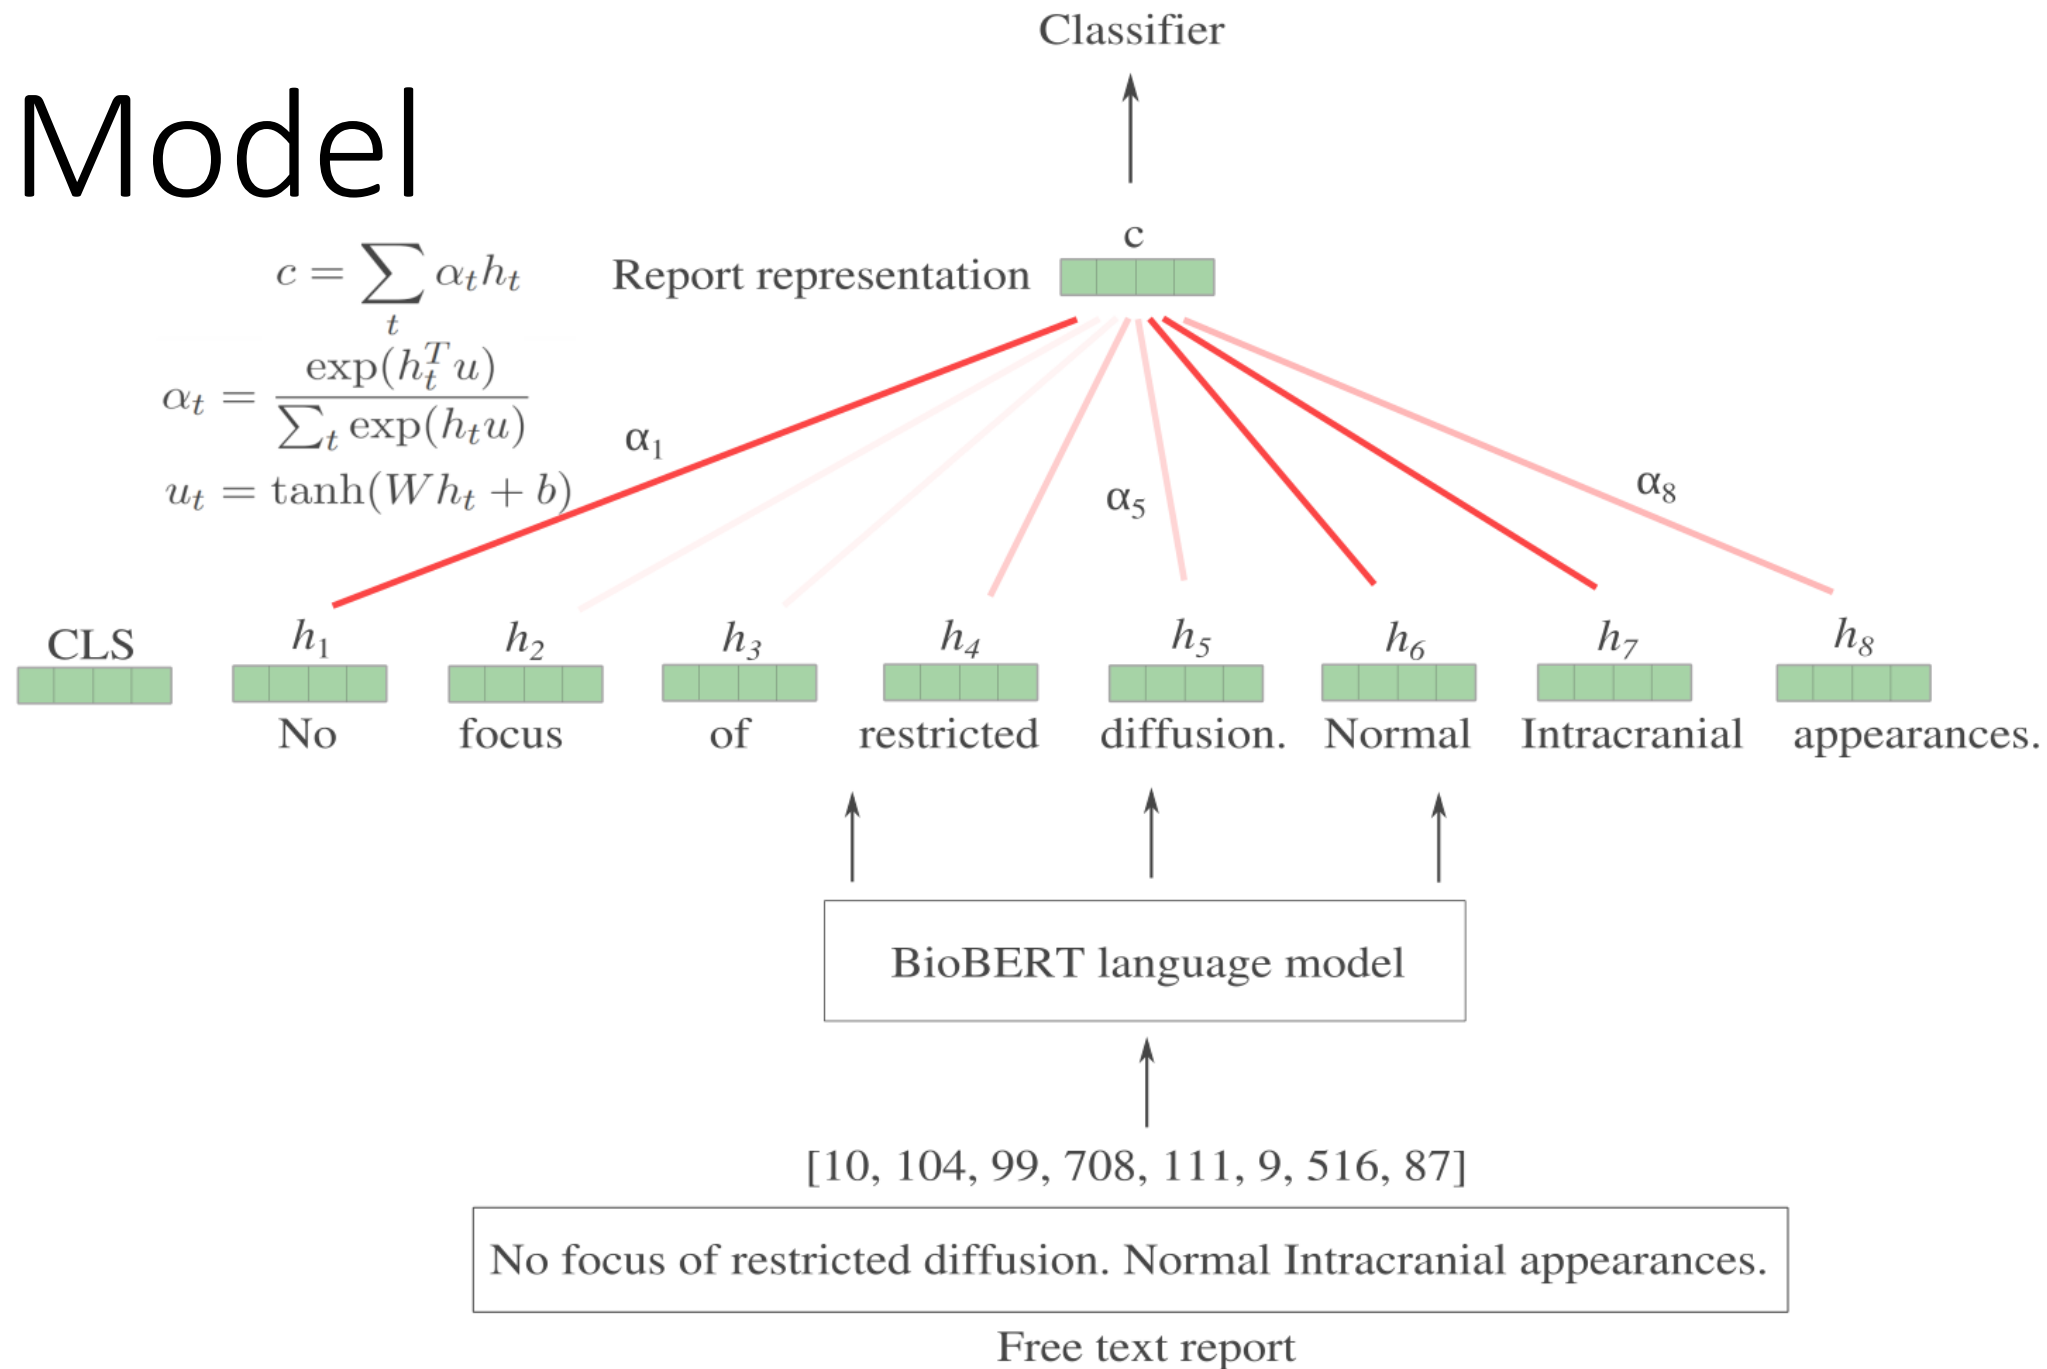 Classifier
Model
c
c = ∑_t α_t h_t
Report representation
α_t = exp(h_t^T u) / ∑_t exp(h_t u)
α₁
u_t = tanh(W h_t + b)
α₅
α₈
CLS h₁ h₂ h₃ h₄ h₅ h₆ h₇ h₈
No focus of restricted diffusion. Normal Intracranial appearances.
BioBERT language model
[10, 104, 99, 708, 111, 9, 516, 87]
No focus of restricted diffusion. Normal Intracranial appearances.
Free text report